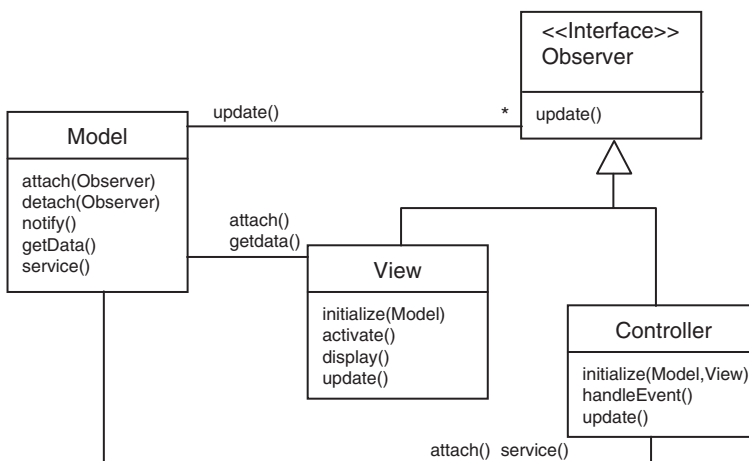 <<Interface>>
Observer
update()
update()
*
Model
attach(Observer)
detach(Observer)
notify()
getData()
service()
attach()
getdata()
View
initialize(Model)
activate()
display()
update()
Controller
initialize(Model,View)
handleEvent()
update()
attach() service()